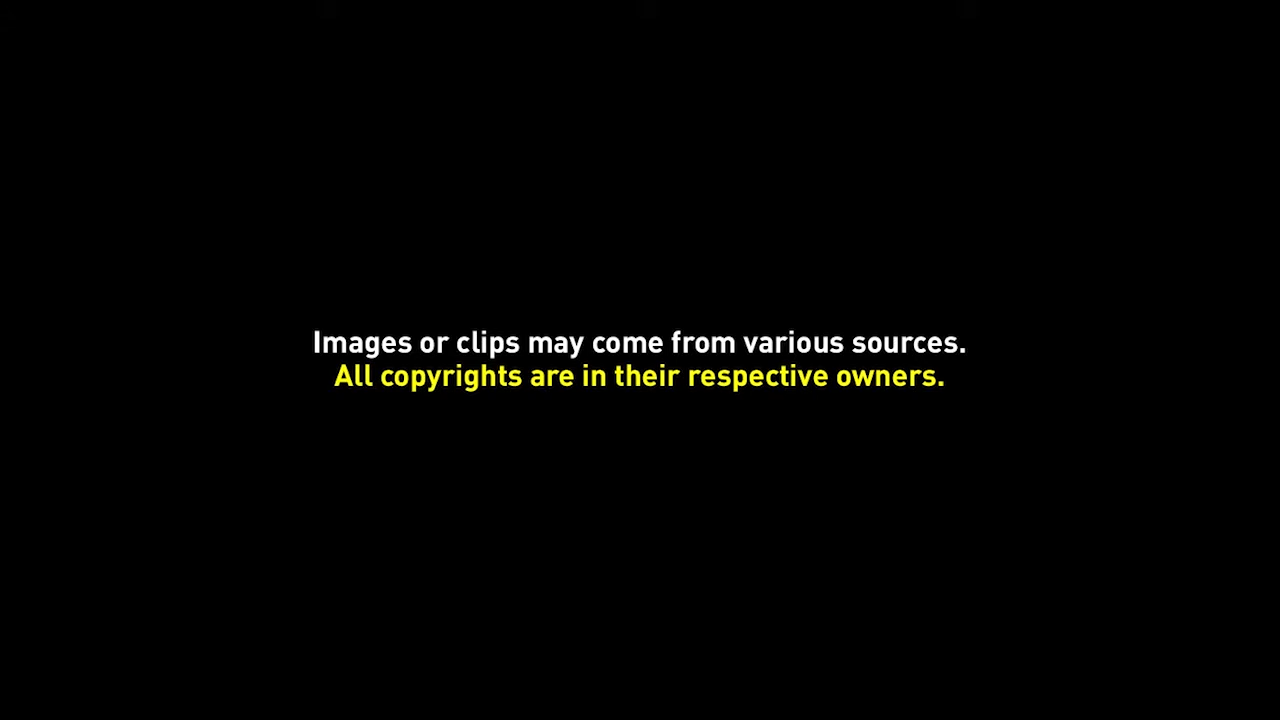 Images or clips may come from various sources.
All copyrights are in their respective owners.